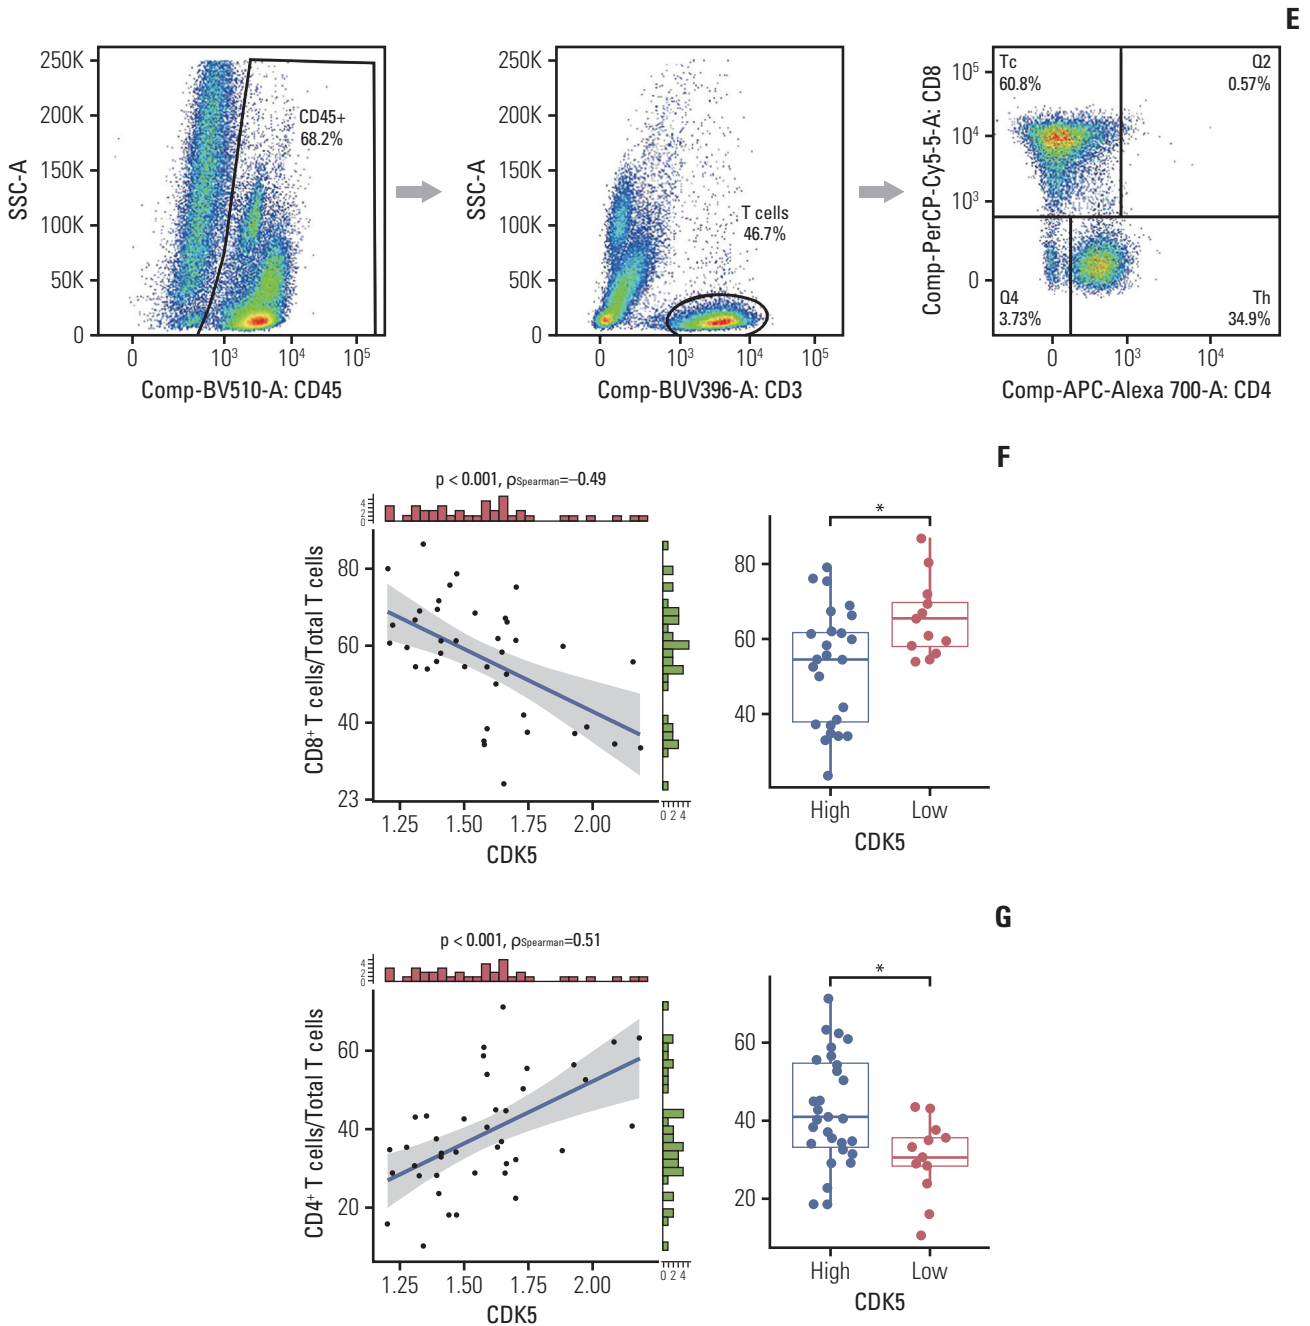 E
250K
200K
150K
100K
50K
0
SSC-A
CD45+
68.2%
0
10³
10⁴
10⁵
Comp-BV510-A: CD45
250K
200K
150K
100K
50K
0
SSC-A
T cells
46.7%
0
10³
10⁴
10⁵
Comp-BUV396-A: CD3
Comp-PerCP-Cy5-5-A: CD8
10⁵
10⁴
10³
0
Tc
60.8%
Q2
0.57%
Q4
3.73%
Th
34.9%
0
10³
10⁴
Comp-APC-Alexa 700-A: CD4
F
p < 0.001, ρSpearman=−0.49
4
2
0
CD8⁺ T cells/Total T cells
80
60
40
23
1.25
1.50
1.75
2.00
CDK5
0 2 4
*
80
60
40
High
Low
CDK5
G
p < 0.001, ρSpearman=0.51
4
2
0
CD4⁺ T cells/Total T cells
60
40
20
1.25
1.50
1.75
2.00
CDK5
0 2 4
*
60
40
20
High
Low
CDK5